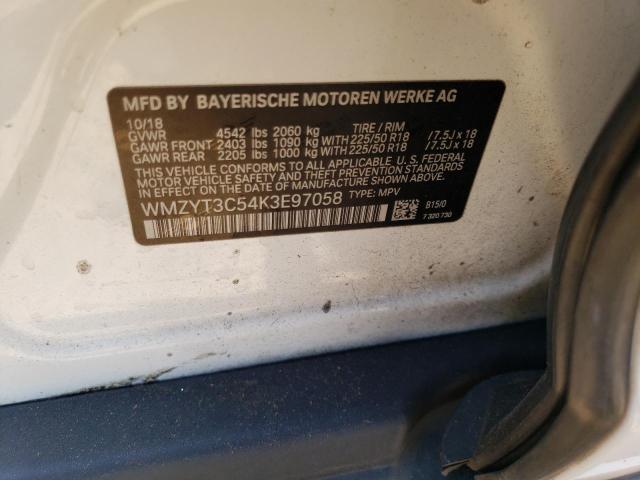 MFD BY BAYERISCHE MOTOREN WERKE AG
10/18
GVWR 4542 lbs 2060 kg TIRE / RIM
GAWR FRONT 2403 lbs 1090 kg WITH 225/50 R18 /7.5J x 18
GAWR REAR 2205 lbs 1000 kg WITH 225/50 R18 /7.5J x 18
THIS VEHICLE CONFORMS TO ALL APPLICABLE U. S. FEDERAL
MOTOR VEHICLE SAFETY AND THEFT PREVENTION STANDARDS
IN EFFECT ON THE DATE OF MANUFACTURE SHOWN ABOVE.
WMZYT3C54K3E97058 TYPE: MPV
B15/0
7 320 730